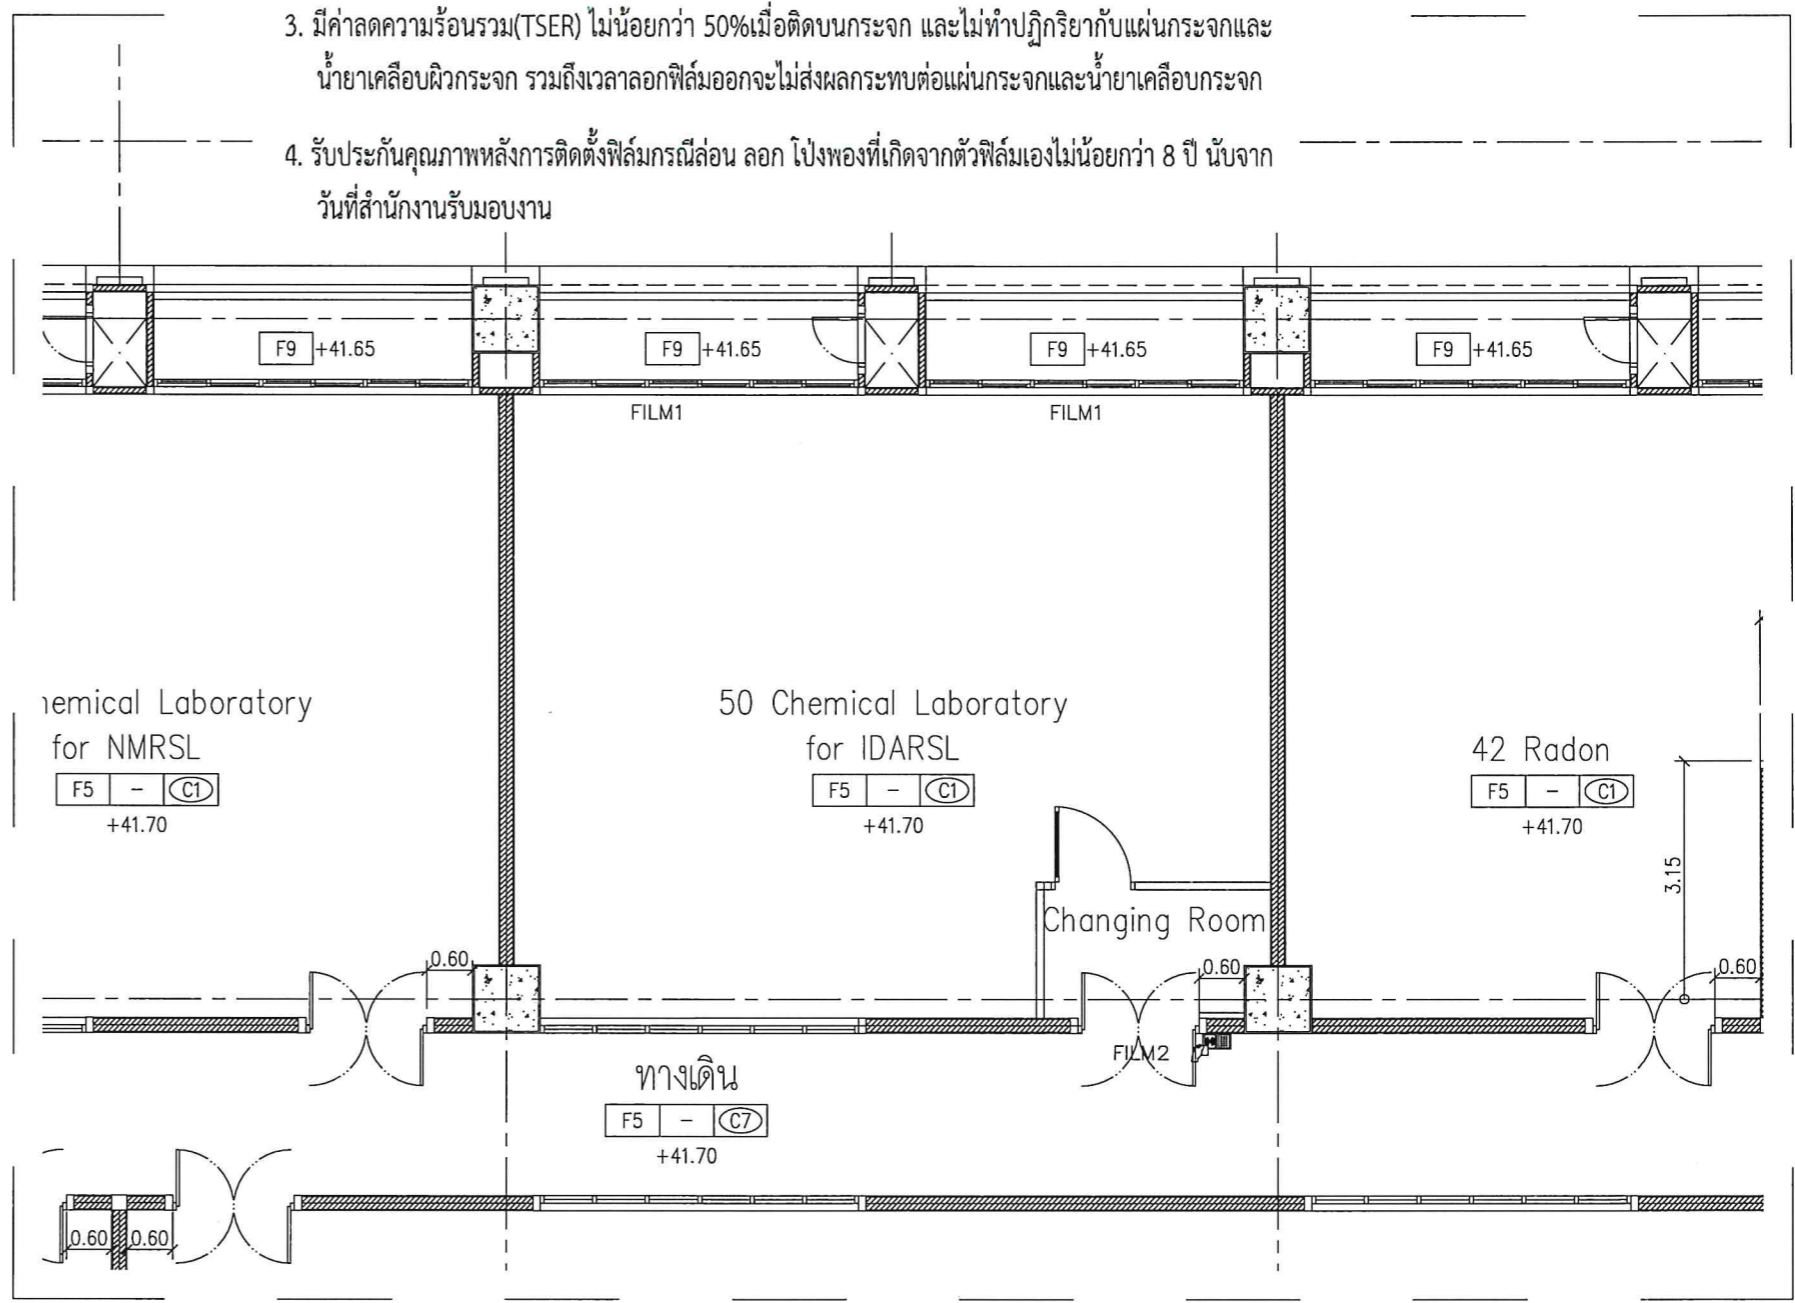 3. มีค่าลดความร้อนรวม(TSER) ไม่น้อยกว่า 50%เมื่อติดบนกระจก และไม่ทำปฏิกริยากับแผ่นกระจกและ
น้ำยาเคลือบผิวกระจก รวมถึงเวลาลอกฟิล์มออกจะไม่ส่งผลกระทบต่อแผ่นกระจกและน้ำยาเคลือบกระจก
4. รับประกันคุณภาพหลังการติดตั้งฟิล์มกรณีล่อน ลอก โป่งพองที่เกิดจากตัวฟิล์มเองไม่น้อยกว่า 8 ปี นับจาก
วันที่สำนักงานรับมอบงาน
F9 +41.65
F9 +41.65
F9 +41.65
F9 +41.65
FILM1
FILM1
hemical Laboratory
for NMRSL
F5 - C1
+41.70
50 Chemical Laboratory
for IDARSL
F5 - C1
+41.70
42 Radon
F5 - C1
+41.70
3.15
Changing Room
0.60
0.60
0.60
FILM2
ทางเดิน
F5 - C7
+41.70
0.60
0.60